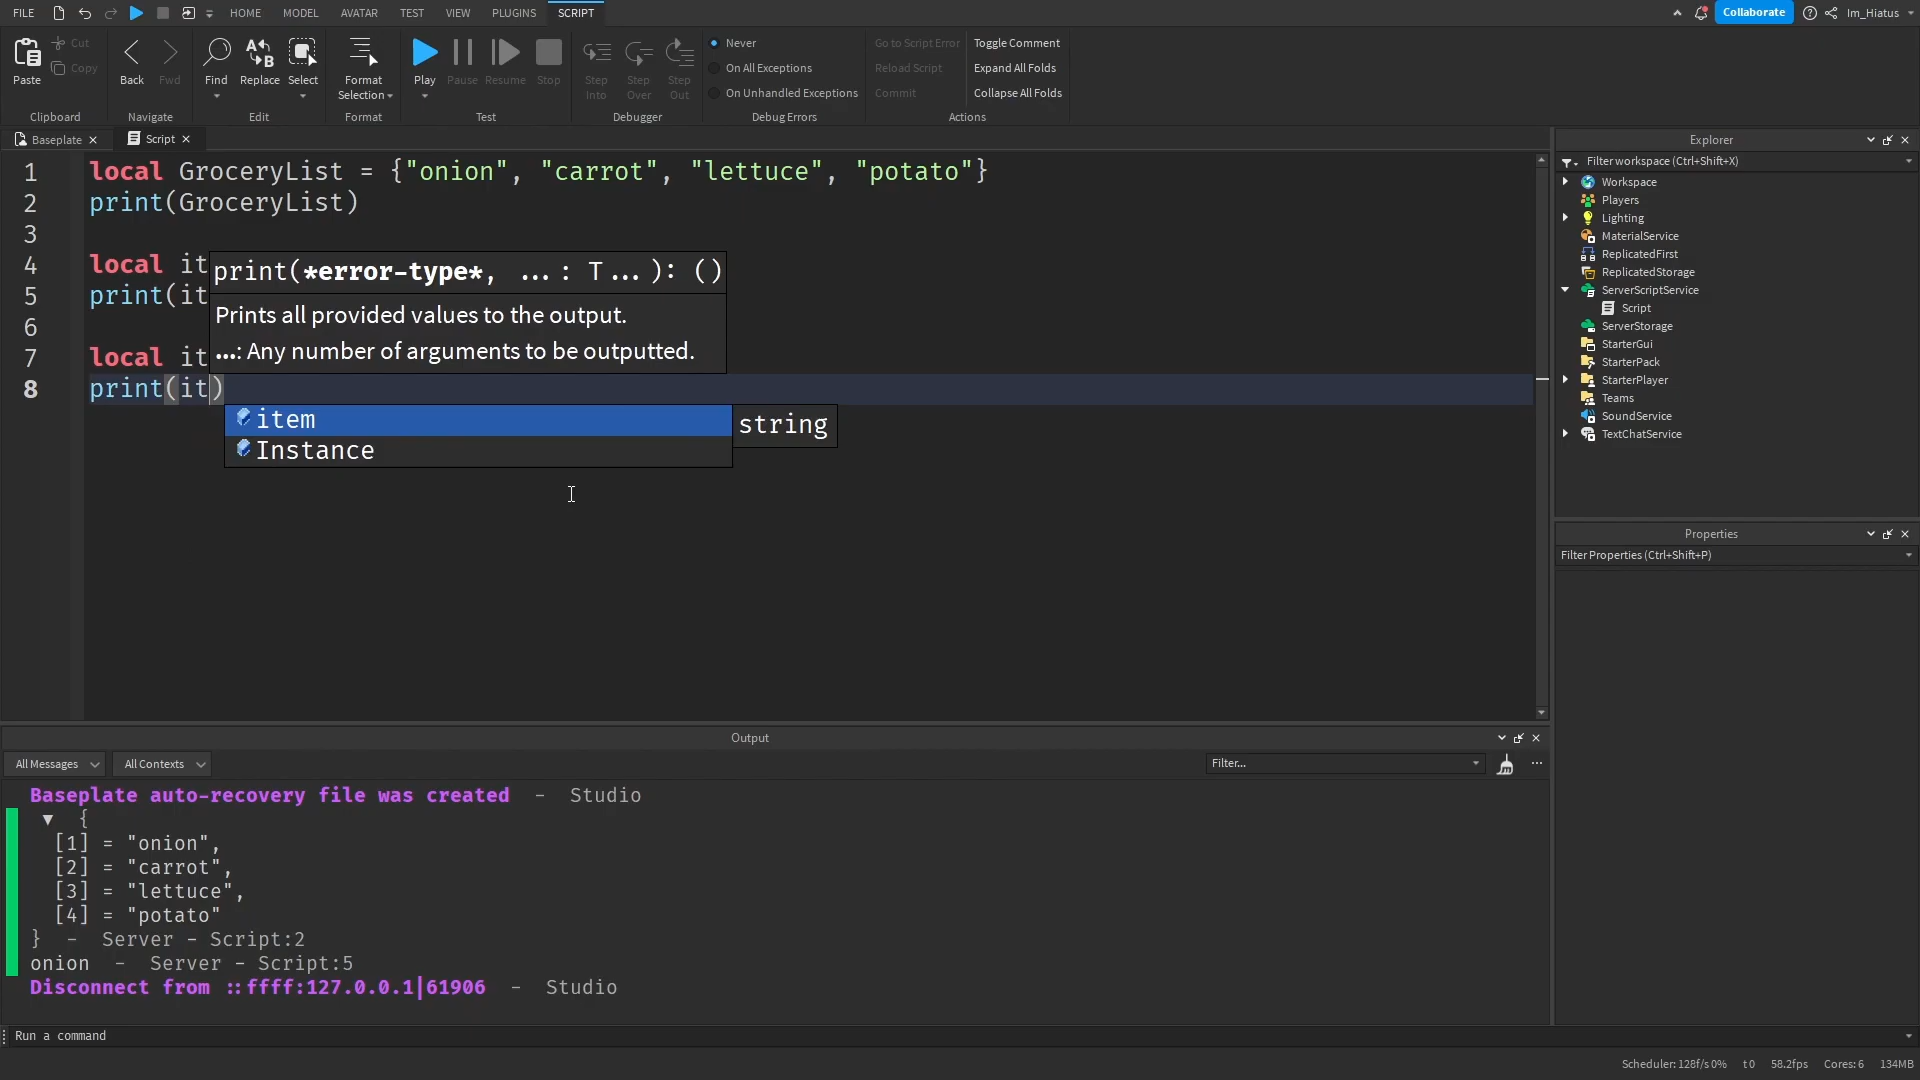 FILE HOME MODEL AVATAR TEST VIEW PLUGINS SCRIPT Collaborate Im_Hiatus
Paste Cut Copy Back Fwd Find Replace Select Format Selection Play Pause Resume Stop Step Into Step Over Step Out
Never Go to Script Error Toggle Comment
On All Exceptions Reload Script Expand All Folds
On Unhandled Exceptions Commit Collapse All Folds
Clipboard Navigate Edit Format Test Debugger Debug Errors Actions
Baseplate Script
1 local GroceryList = {"onion", "carrot", "lettuce", "potato"}
2 print(GroceryList)
3
4 local it
5 print(it
6
7 local it
8 print(it)
print(*error-type*, ...: T...): ()
Prints all provided values to the output.
...: Any number of arguments to be outputted.
item string
Instance
Explorer
Filter workspace (Ctrl+Shift+X)
Workspace
Players
Lighting
MaterialService
ReplicatedFirst
ReplicatedStorage
ServerScriptService
Script
ServerStorage
StarterGui
StarterPack
StarterPlayer
Teams
SoundService
TextChatService
Properties
Filter Properties (Ctrl+Shift+P)
Output
All Messages All Contexts Filter...
Baseplate auto-recovery file was created - Studio
▼ {
[1] = "onion",
[2] = "carrot",
[3] = "lettuce",
[4] = "potato"
} - Server - Script:2
onion - Server - Script:5
Disconnect from ::ffff:127.0.0.1|61906 - Studio
Run a command
Scheduler: 128f/s 0% t 0 58.2fps Cores: 6 134MB